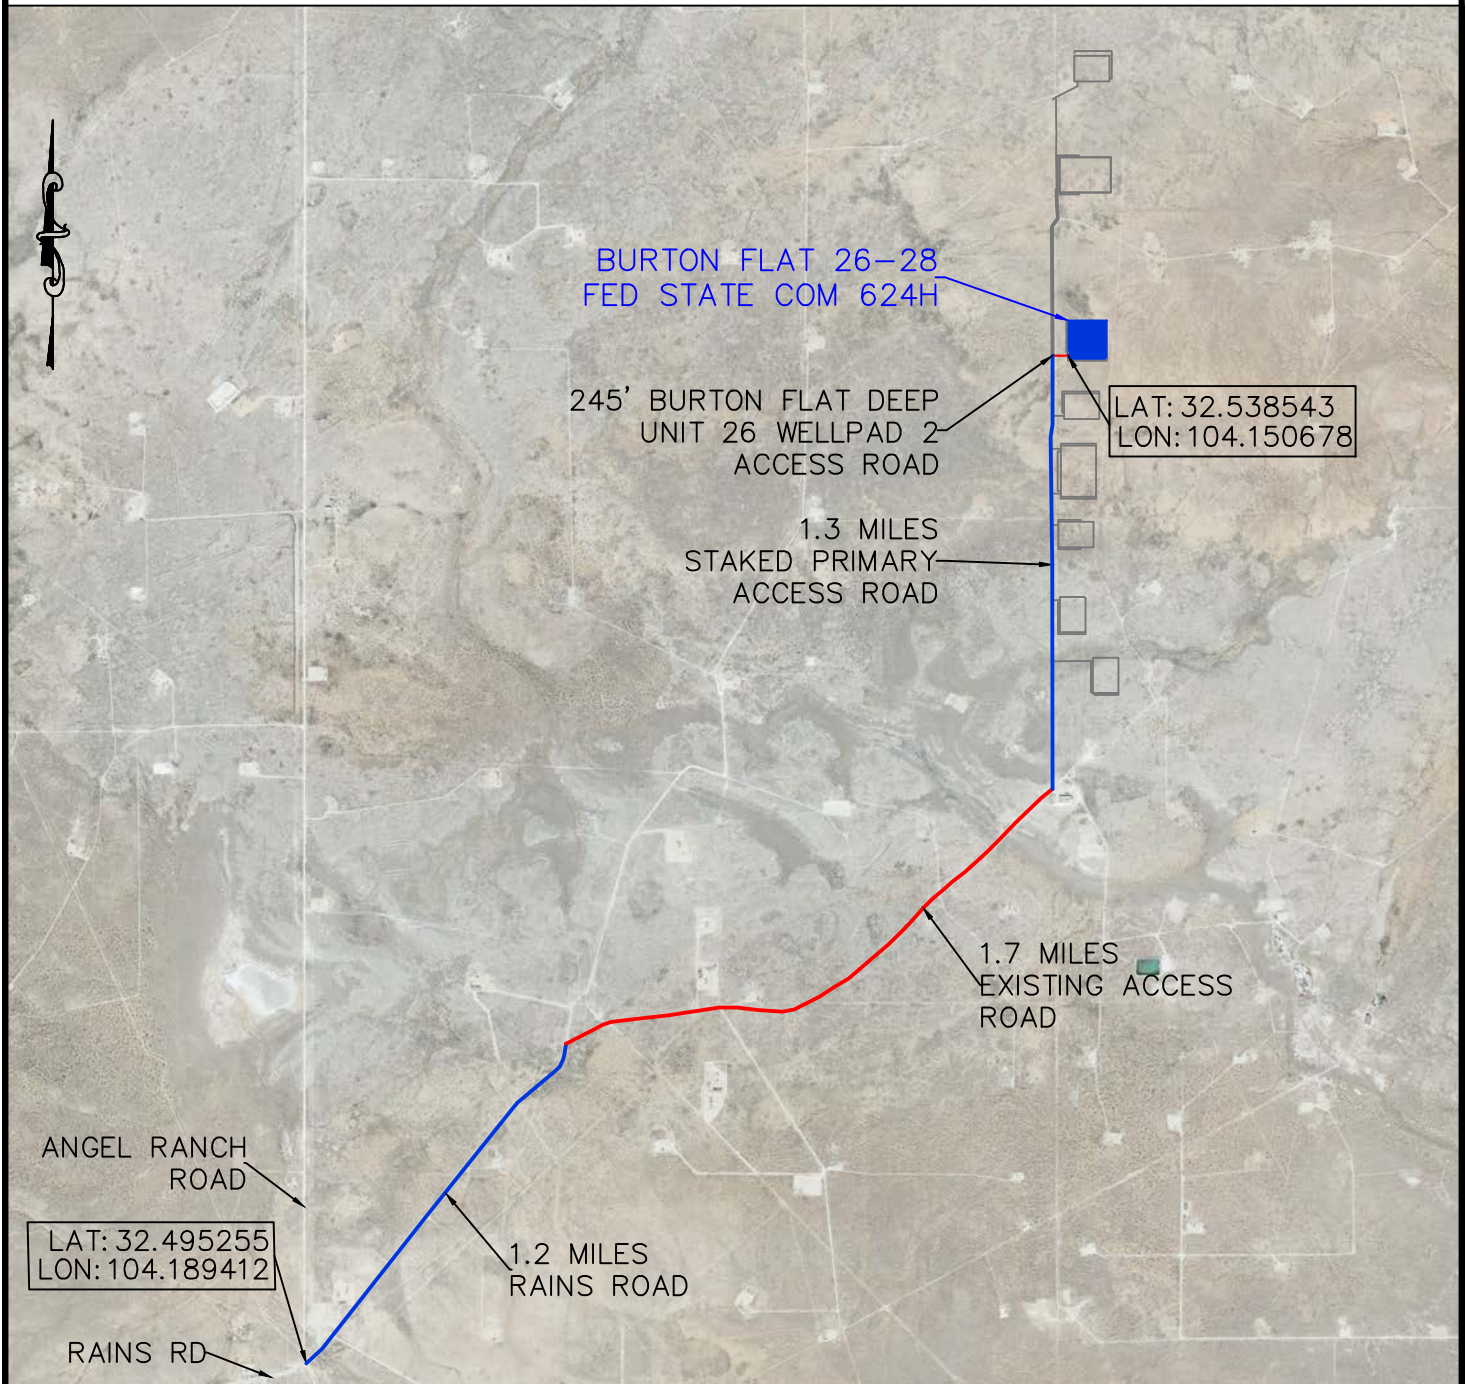 BURTON FLAT 26-28
FED STATE COM 624H
245' BURTON FLAT DEEP
UNIT 26 WELLPAD 2
ACCESS ROAD
LAT: 32.538543
LON: 104.150678
1.3 MILES
STAKED PRIMARY
ACCESS ROAD
1.7 MILES
EXISTING ACCESS
ROAD
ANGEL RANCH
ROAD
LAT: 32.495255
LON: 104.189412
1.2 MILES
RAINS ROAD
RAINS RD